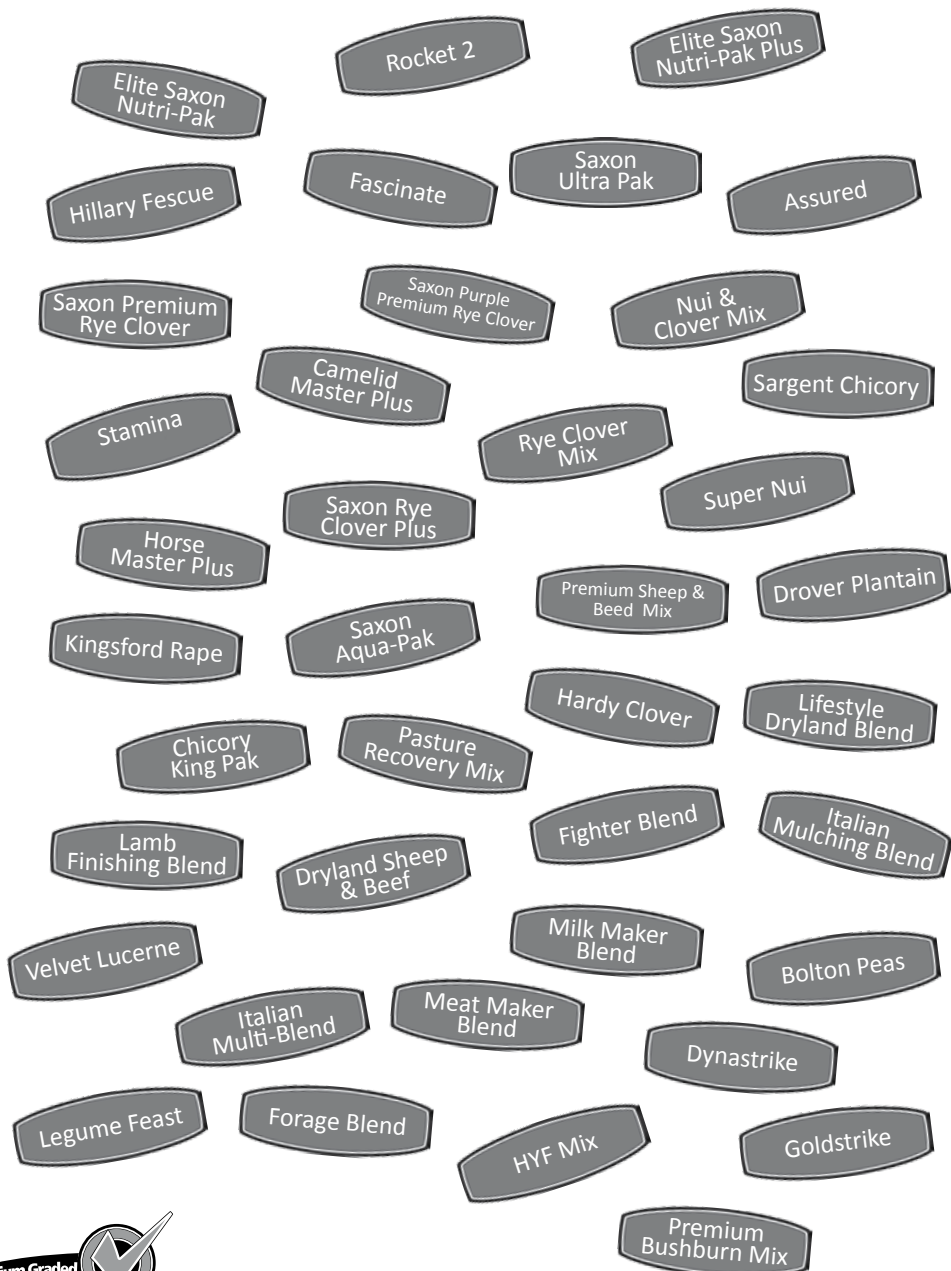 Elite Saxon
Nutri-Pak
Rocket 2
Elite Saxon
Nutri-Pak Plus
Hillary Fescue
Fascinate
Saxon
Ultra Pak
Assured
Saxon Premium
Rye Clover
Saxon Purple
Premium Rye Clover
Nui &
Clover Mix
Camelid
Master Plus
Sargent Chicory
Stamina
Rye Clover
Mix
Super Nui
Saxon Rye
Clover Plus
Horse
Master Plus
Premium Sheep &
Beed Mix
Drover Plantain
Kingsford Rape
Saxon
Aqua-Pak
Hardy Clover
Lifestyle
Dryland Blend
Chicory
King Pak
Pasture
Recovery Mix
Fighter Blend
Italian
Mulching Blend
Lamb
Finishing Blend
Dryland Sheep
& Beef
Velvet Lucerne
Milk Maker
Blend
Bolton Peas
Italian
Multi-Blend
Meat Maker
Blend
Dynastrike
Legume Feast
Forage Blend
HYF Mix
Goldstrike
Premium
Bushburn Mix
Graded